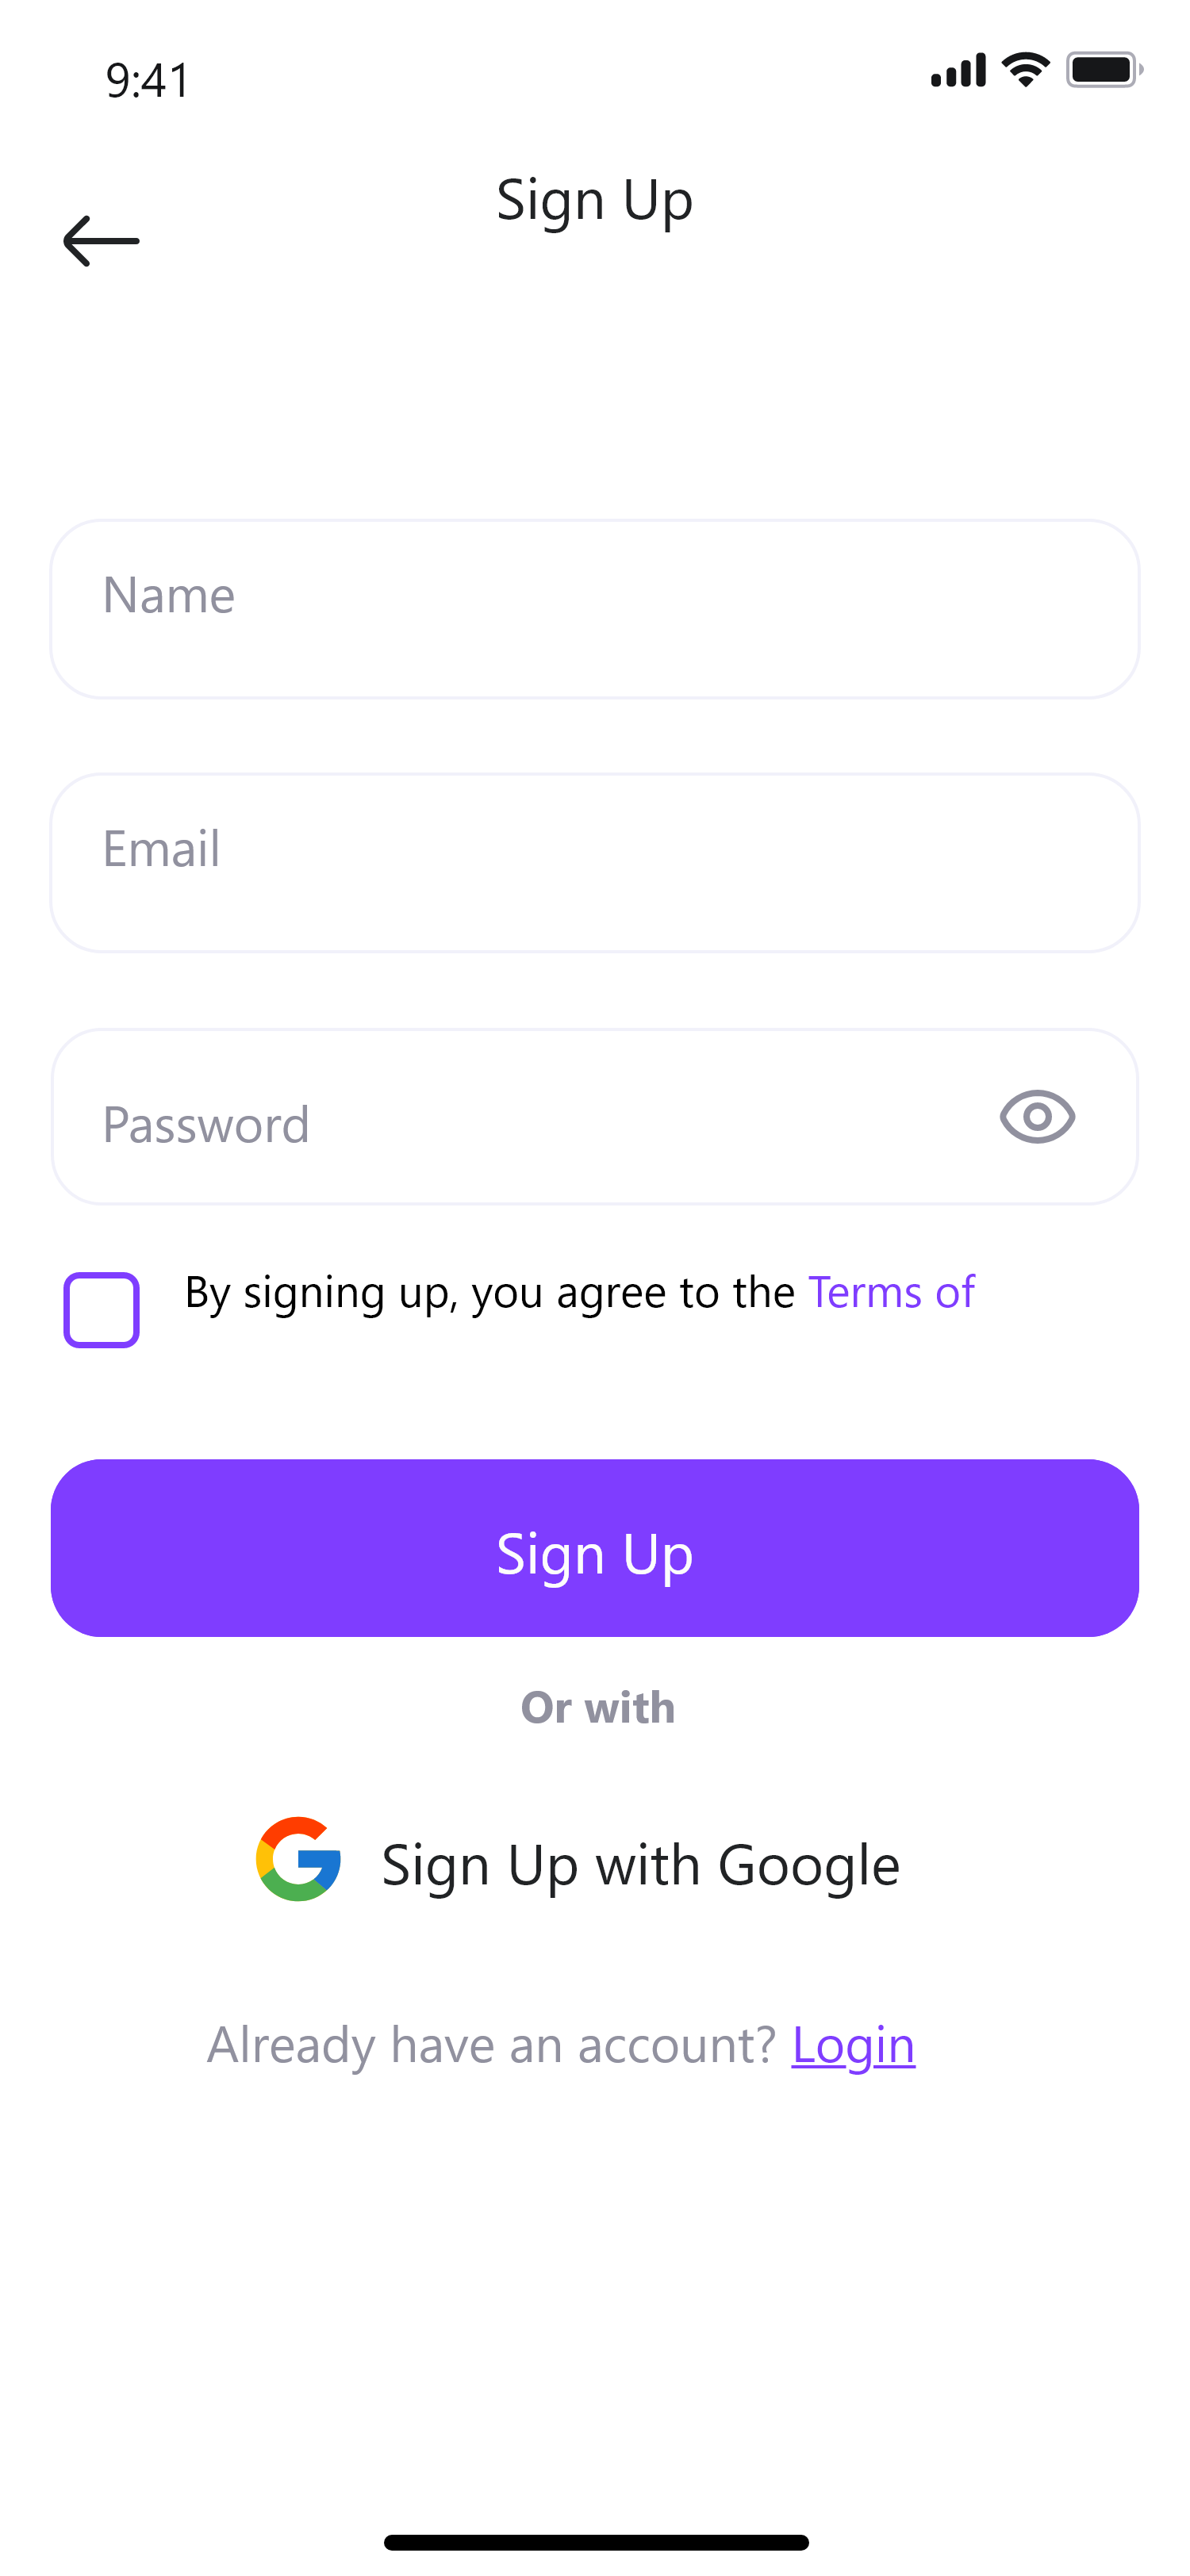 9:41
Sign Up
Name
Email
Password
By signing up, you agree to the Terms of
Sign Up
Or with
Sign Up with Google
Already have an account? Login